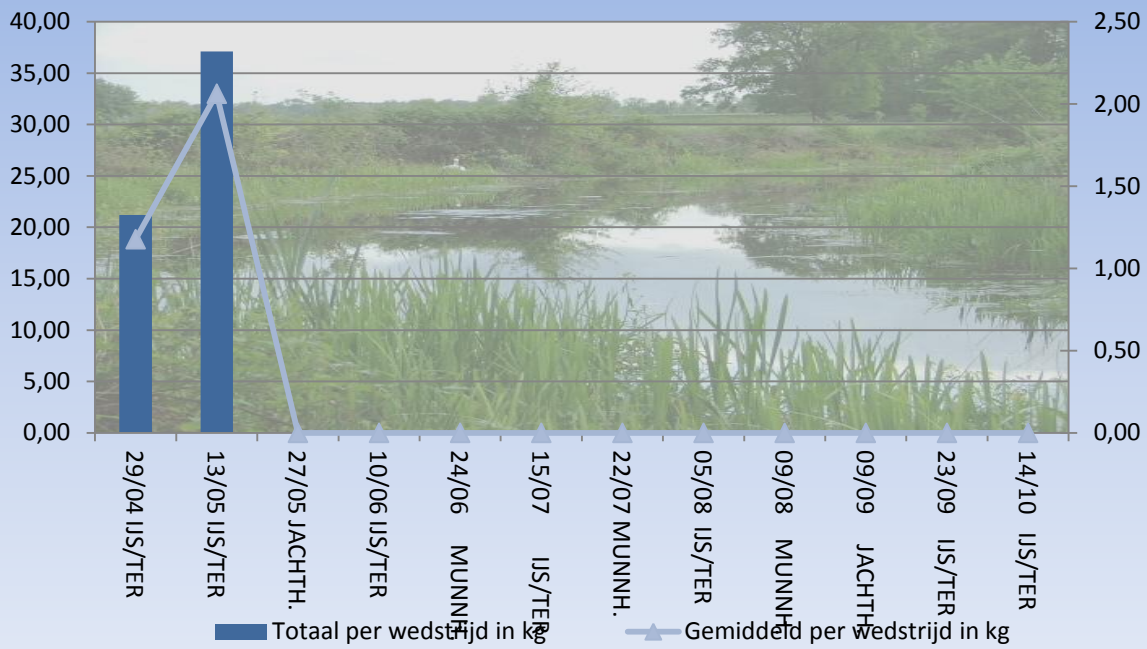 40,00
35,00
30,00
25,00
20,00
15,00
10,00
5,00
0,00
2,50
2,00
1,50
1,00
0,50
0,00
29/04 IJS/TER
13/05 IJS/TER
27/05 JACHTH.
10/06 IJS/TER
24/06 MUNNH
15/07 IJS/TER
22/07 MUNNH.
05/08 IJS/TER
09/08 MUNNH
09/09 JACHTH
23/09 IJS/TER
14/10 IJS/TER
Totaal per wedstrijd in kg
Gemiddeld per wedstrijd in kg